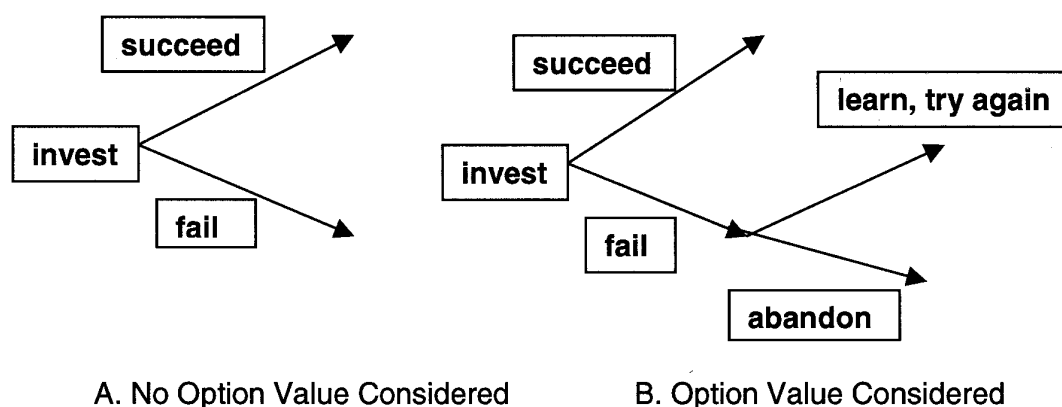 succeed
invest
fail
A. No Option Value Considered
succeed
learn, try again
invest
fail
abandon
B. Option Value Considered